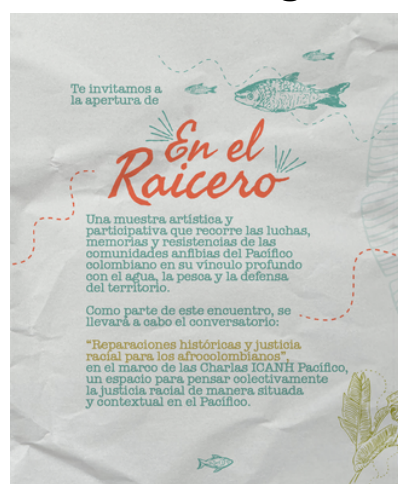 Te invitamos a
la apertura de
En el
Raicero
Una muestra artística y
participativa que recorre las luchas,
memorias y resistencias de las
comunidades anfibias del Pacífico
colombiano en su vínculo profundo
con el agua, la pesca y la defensa
del territorio.
Como parte de este encuentro, se
llevará a cabo el conversatorio:
“Reparaciones históricas y justicia
racial para los afrocolombianos”,
en el marco de las Charlas ICANH Pacífico,
un espacio para pensar colectivamente
la justicia racial de manera situada
y contextual en el Pacífico.